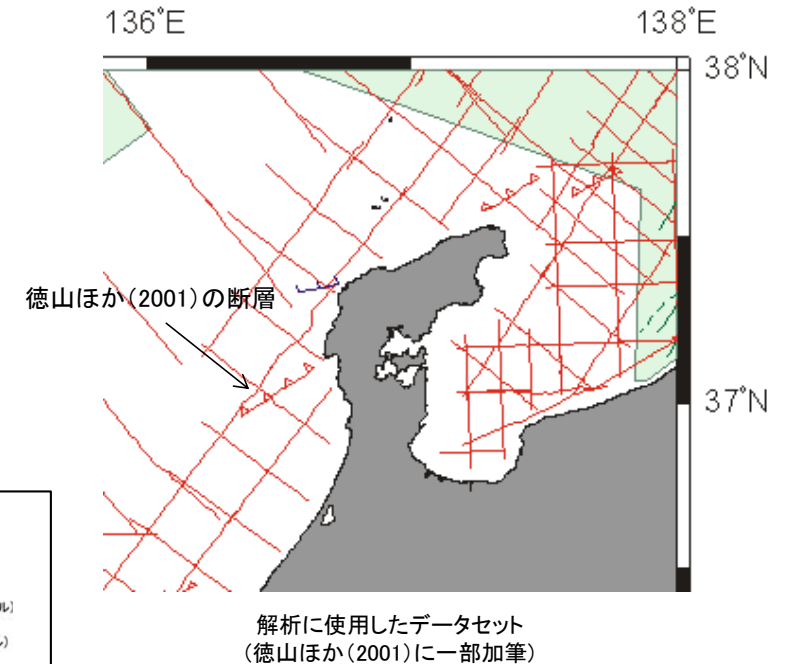 136°E
138°E
38°N
徳山ほか(2001)の断層
37°N
ル)
解析に使用したデータセット
(徳山ほか(2001)に一部加筆)